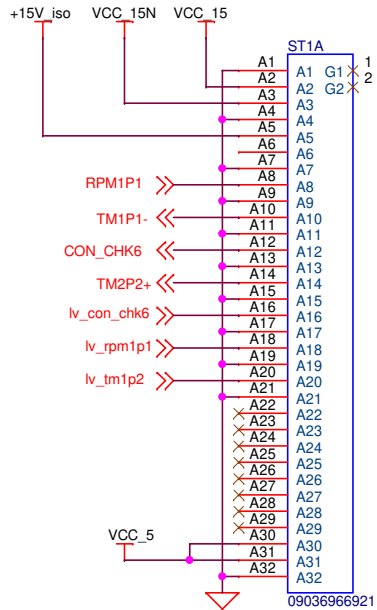 +15V_iso VCC_15N VCC_15
ST1A
A1 A1 G1 1
A2 A2 G2 2
A3 A3
A4 A4
A5 A5
A6 A6
A7 A7
RPM1P1 A8 A8
A9 A9
TM1P1- A10 A10
A11 A11
CON_CHK6 A12 A12
A13 A13
TM2P2+ A14 A14
A15 A15
lv_con_chk6 A16 A16
A17 A17
lv_rpm1p1 A18 A18
A19 A19
lv_tm1p2 A20 A20
A21 A21
A22 A22
A23 A23
A24 A24
A25 A25
A26 A26
A27 A27
A28 A28
A29 A29
VCC_5 A30 A30
A31 A31
A32 A32
09036966921